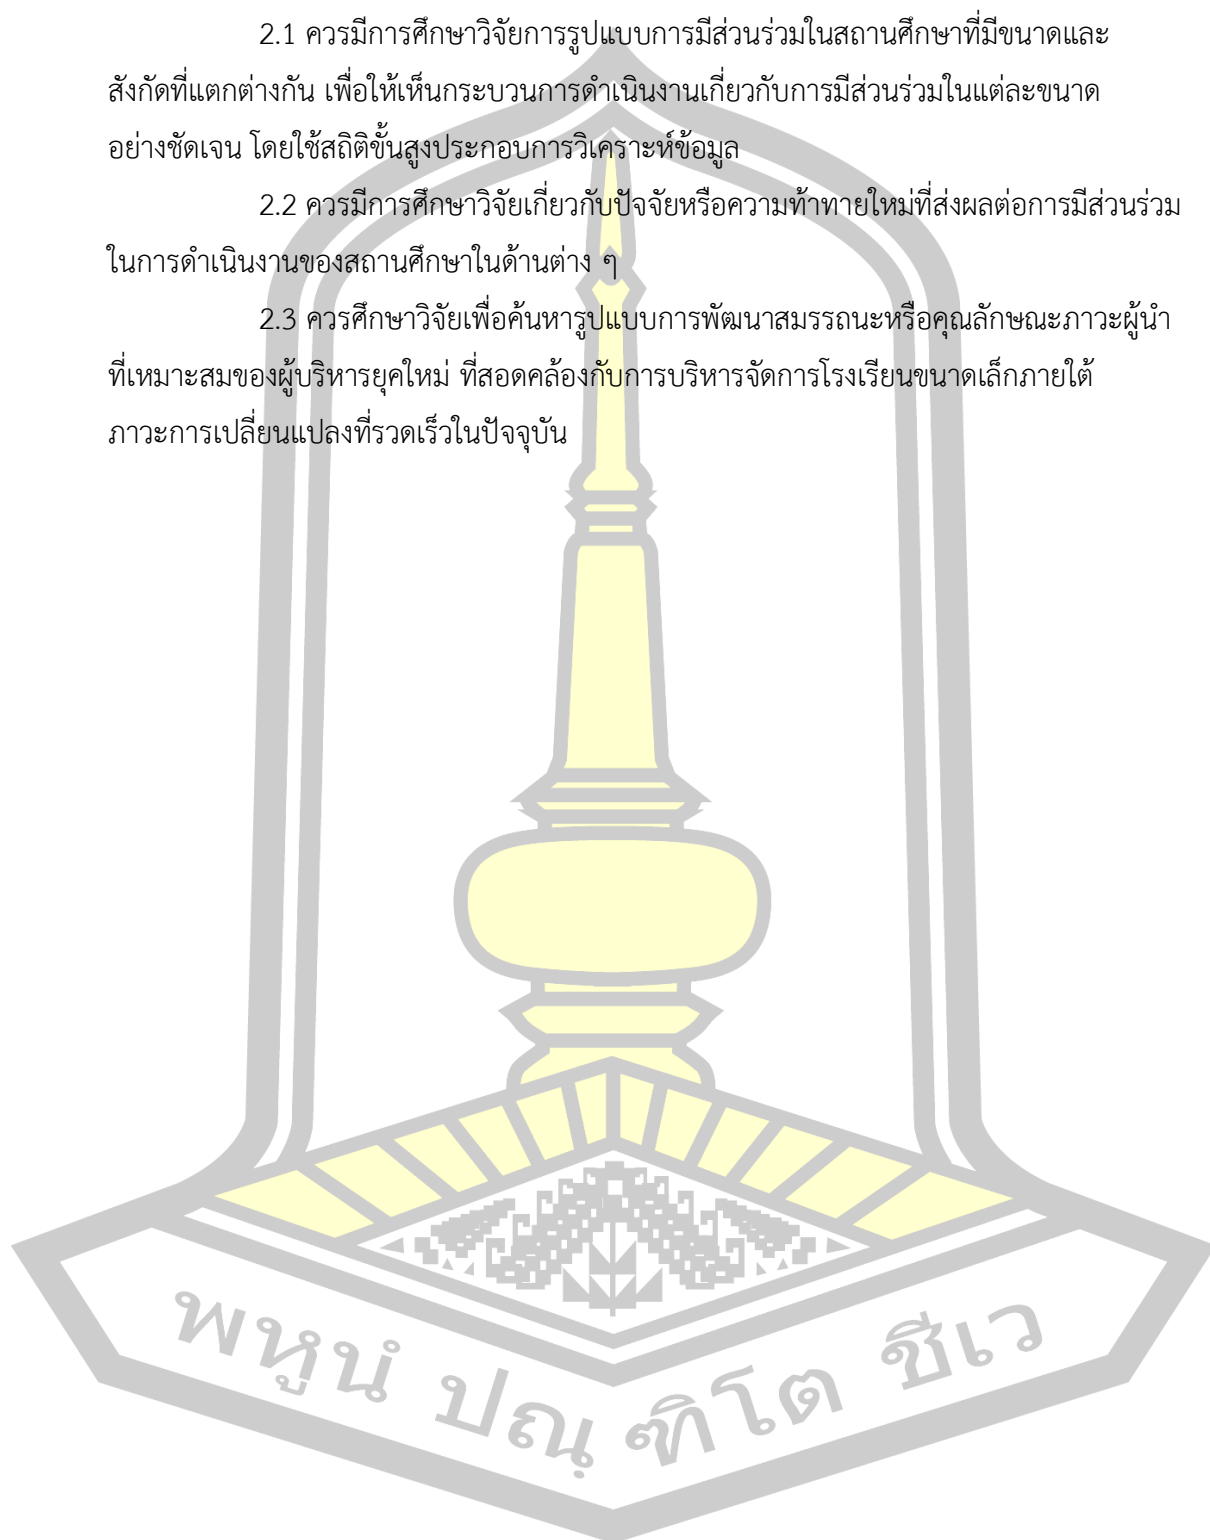 2.1 ควรมีการศึกษาวิจัยการรูปแบบการมีส่วนร่วมในสถานศึกษาที่มีขนาดและ
สังกัดที่แตกต่างกัน เพื่อให้เห็นกระบวนการดำเนินงานเกี่ยวกับการมีส่วนร่วมในแต่ละขนาด
อย่างชัดเจน โดยใช้สถิติขั้นสูงประกอบการวิเคราะห์ข้อมูล
2.2 ควรมีการศึกษาวิจัยเกี่ยวกับปัจจัยหรือความท้าทายใหม่ที่ส่งผลต่อการมีส่วนร่วม
ในการดำเนินงานของสถานศึกษาในด้านต่าง ๆ
2.3 ควรศึกษาวิจัยเพื่อค้นหารูปแบบการพัฒนาสมรรถนะหรือคุณลักษณะภาวะผู้นำ
ที่เหมาะสมของผู้บริหารยุคใหม่ ที่สอดคล้องกับการบริหารจัดการโรงเรียนขนาดเล็กภายใต้
ภาวะการเปลี่ยนแปลงที่รวดเร็วในปัจจุบัน
พหูนํ ปณฺฑิโต ชีเว